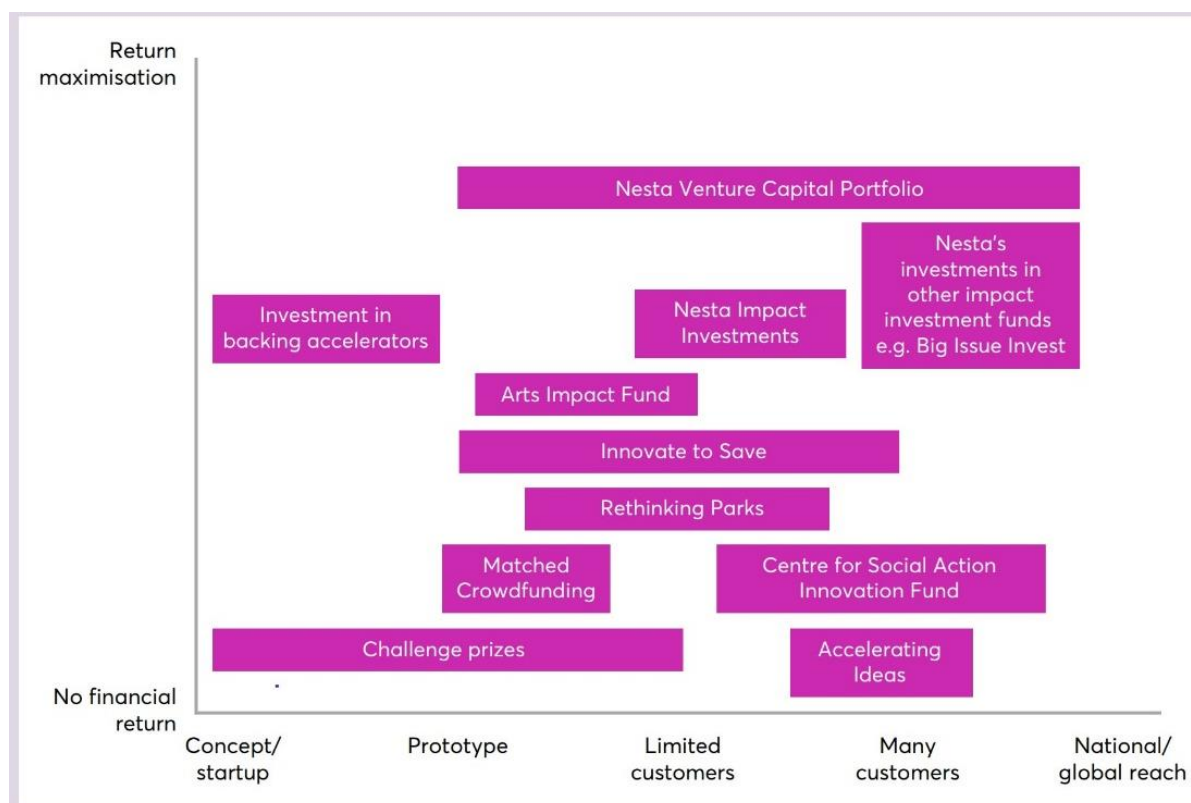 Return
maximisation
Nesta Venture Capital Portfolio
Nesta's
investments in
other impact
investment funds
e.g. Big Issue Invest
Investment in
backing accelerators
Nesta Impact
Investments
Arts Impact Fund
Innovate to Save
Rethinking Parks
Matched
Crowdfunding
Centre for Social Action
Innovation Fund
Challenge prizes
Accelerating
Ideas
No financial
return
Concept/
startup
Prototype
Limited
customers
Many
customers
National/
global reach